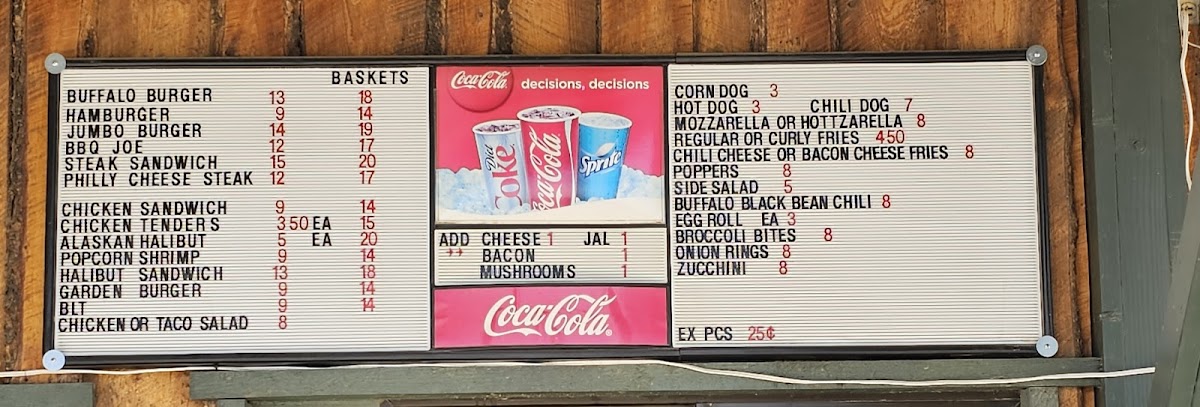 BASKETS
BUFFALO BURGER 13 18
HAMBURGER 9 14
JUMBO BURGER 14 19
BBQ JOE 12 17
STEAK SANDWICH 15 20
PHILLY CHEESE STEAK 12 17
CHICKEN SANDWICH 9 14
CHICKEN TENDERS 3 50 EA 15
ALASKAN HALIBUT 5 EA 20
POPCORN SHRIMP 9 14
HALIBUT SANDWICH 13 18
GARDEN BURGER 9 14
BLT 9 14
CHICKEN OR TACO SALAD 8
Coca-Cola decisions, decisions
Diet Coke
Coca-Cola
Sprite
ADD CHEESE 1 JAL 1
BACON 1
MUSHROOMS 1
Coca-Cola
CORN DOG 3
HOT DOG 3 CHILI DOG 7
MOZZARELLA OR HOTTZARELLA 8
REGULAR OR CURLY FRIES 450
CHILI CHEESE OR BACON CHEESE FRIES 8
POPPERS 8
SIDE SALAD 5
BUFFALO BLACK BEAN CHILI 8
EGG ROLL EA 3
BROCCOLI BITES 8
ONION RINGS 8
ZUCCHINI 8
EX PCS 25¢